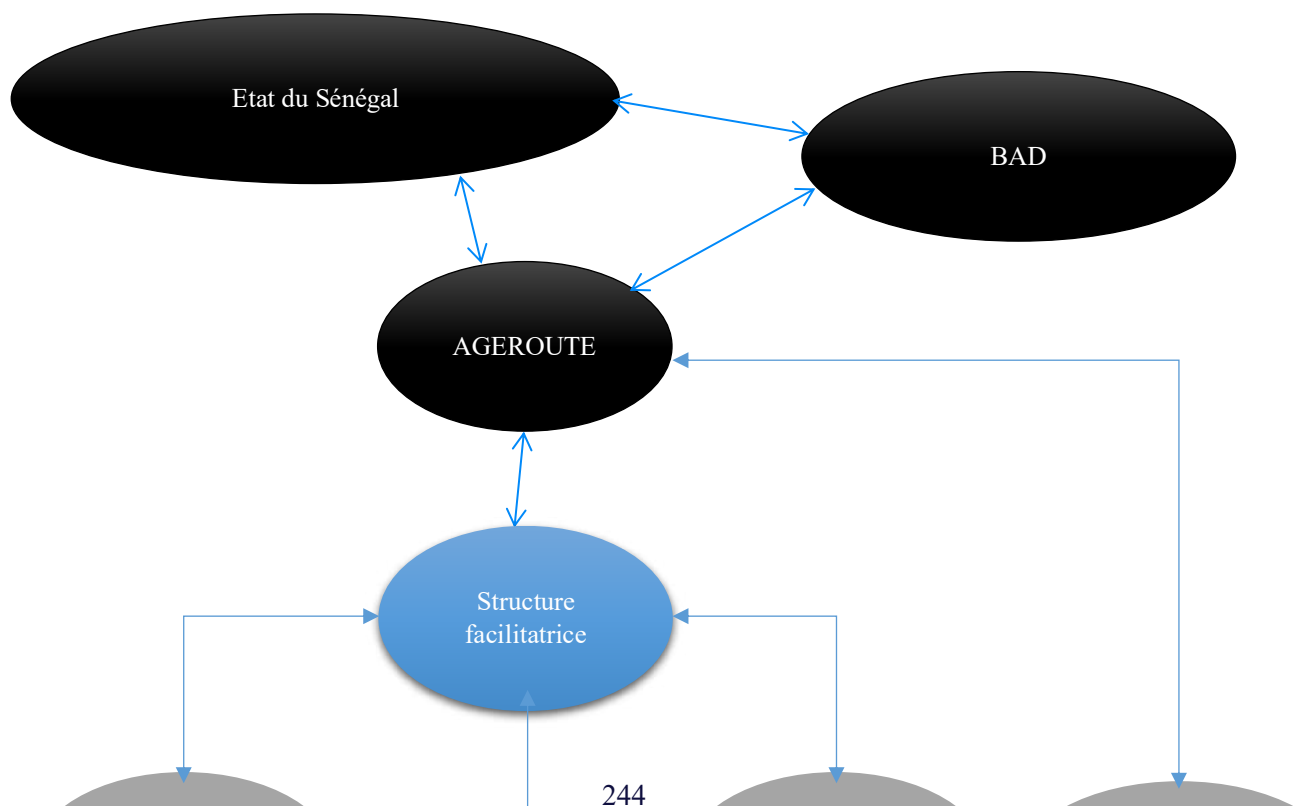 Etat du Sénégal
BAD
AGEROUTE
Structure
facilitatrice
244